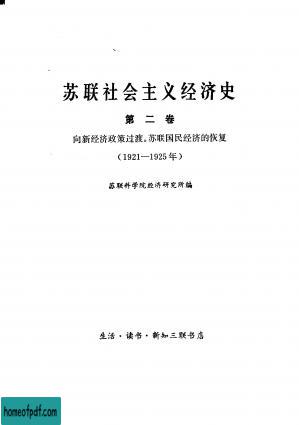 苏联社会主义经济史
第二卷
向新经济政策过渡。苏联国民经济的恢复
（1921—1925年）
苏联科学院经济研究所编
生活·读书·新知三联书店
homeofpdf.com